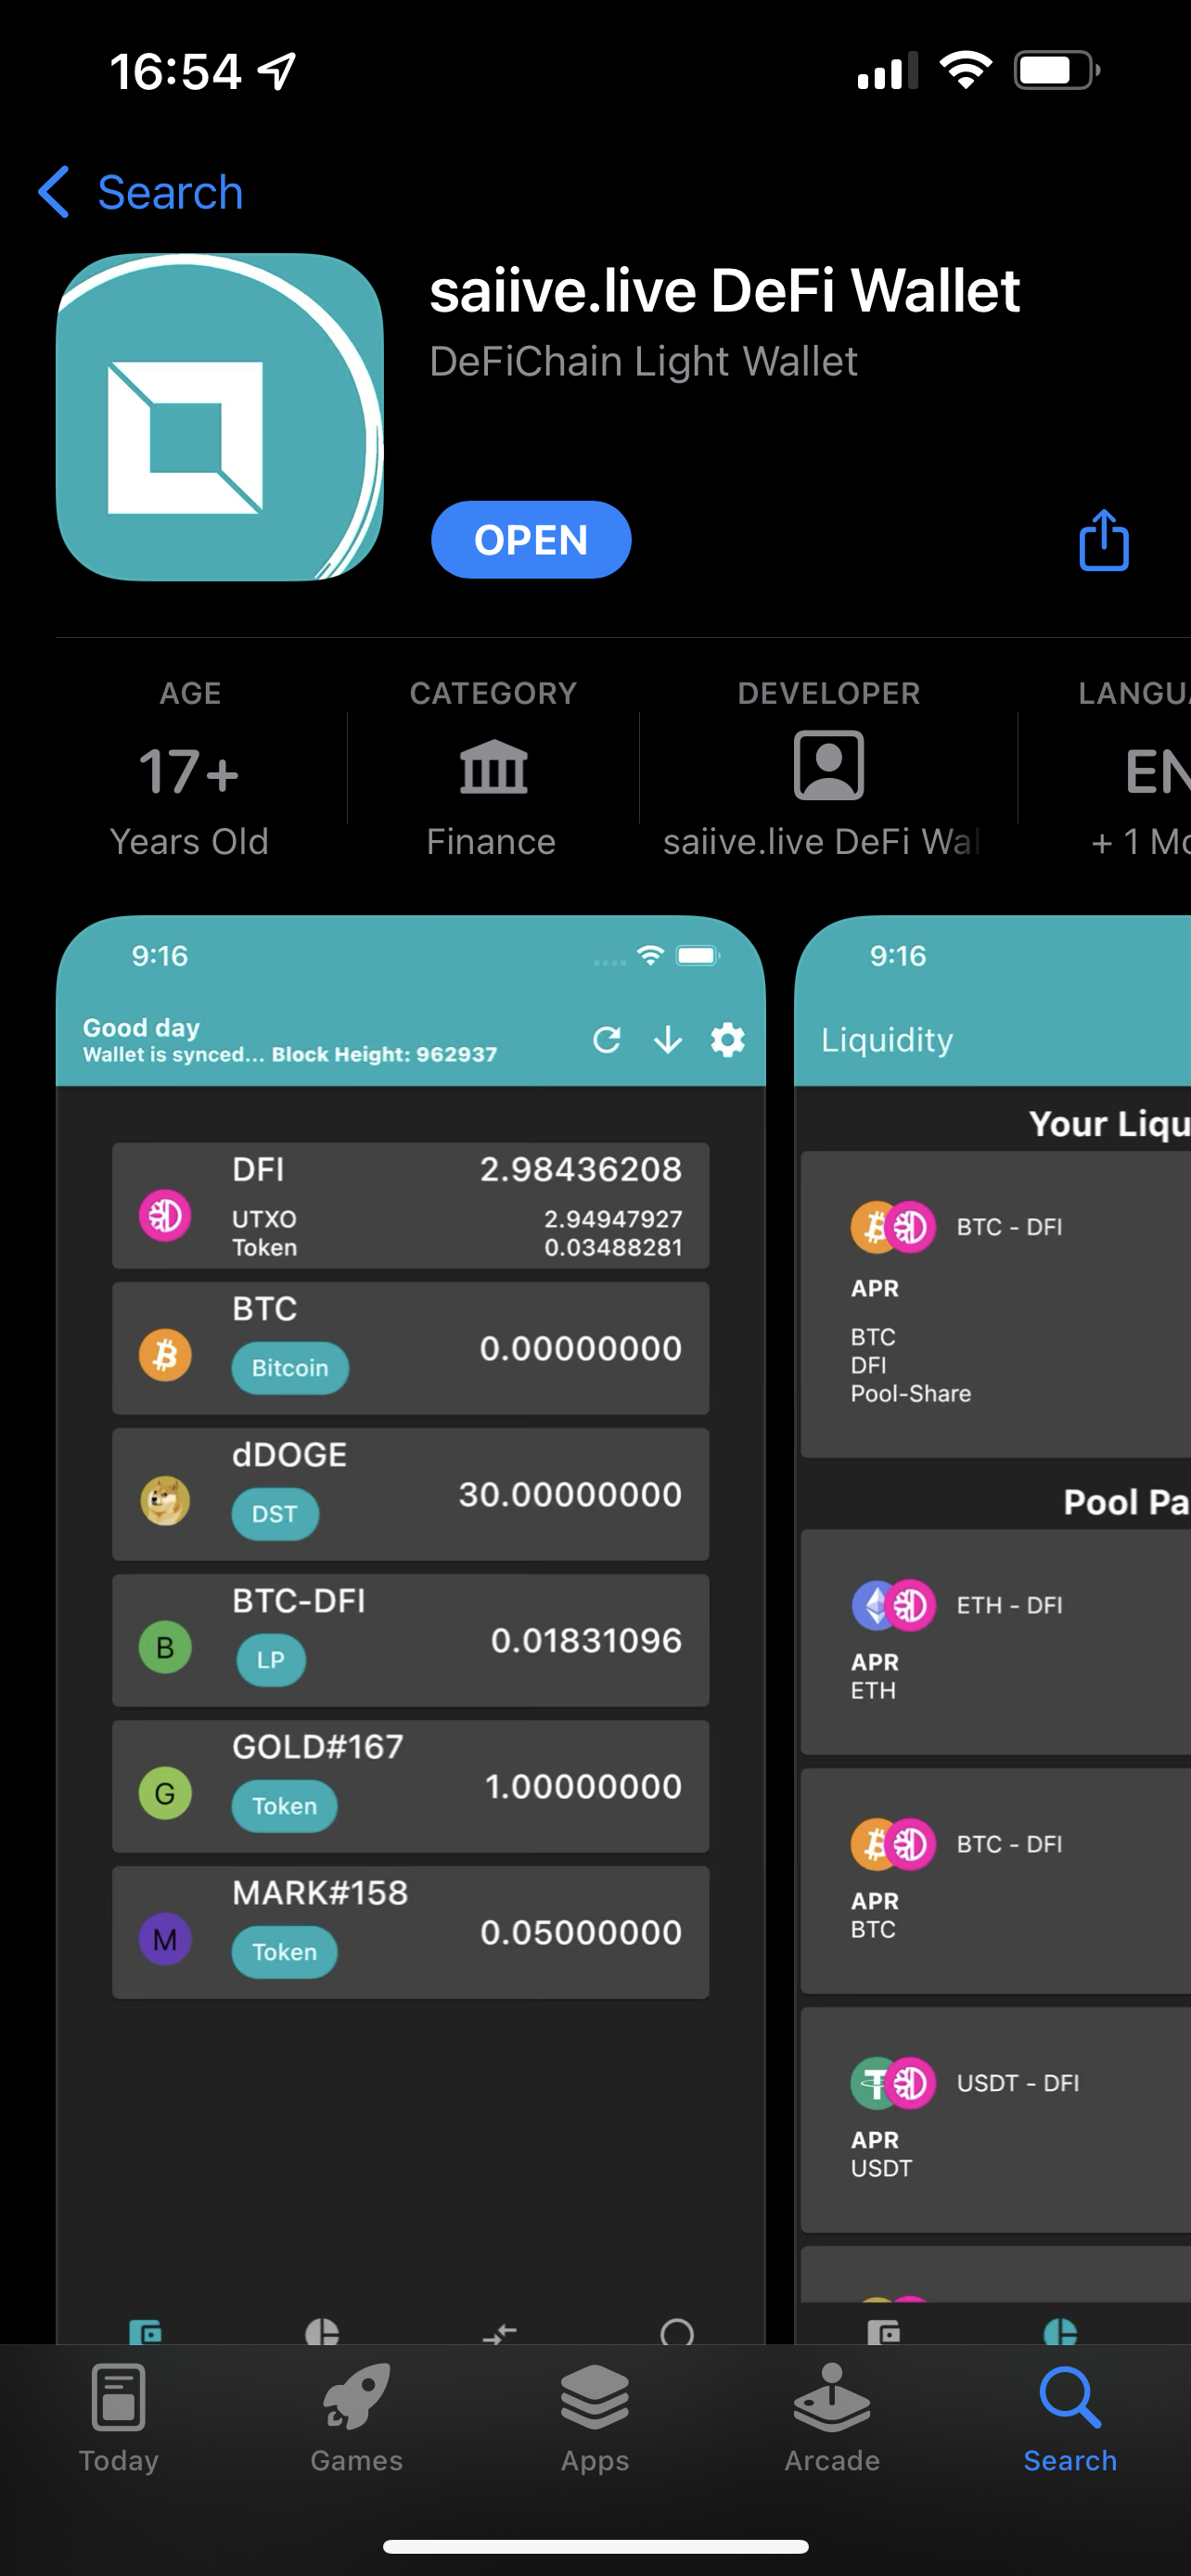 16:54
Search
saiive.live DeFi Wallet
DeFiChain Light Wallet
OPEN
AGE
17+
Years Old
CATEGORY
Finance
DEVELOPER
saiive.live DeFi Wal
LANGUA
EN
+ 1 Mo
9:16
Good day
Wallet is synced... Block Height: 962937
DFI 2.98436208
UTXO 2.94947927
Token 0.03488281
BTC
Bitcoin
0.00000000
dDOGE
DST
30.00000000
B
BTC-DFI
LP
0.01831096
G
GOLD#167
Token
1.00000000
M
MARK#158
Token
0.05000000
9:16
Liquidity
Your Liqu
BTC - DFI
APR
BTC
DFI
Pool-Share
Pool Pa
ETH - DFI
APR
ETH
BTC - DFI
APR
BTC
USDT - DFI
APR
USDT
Today
Games
Apps
Arcade
Search